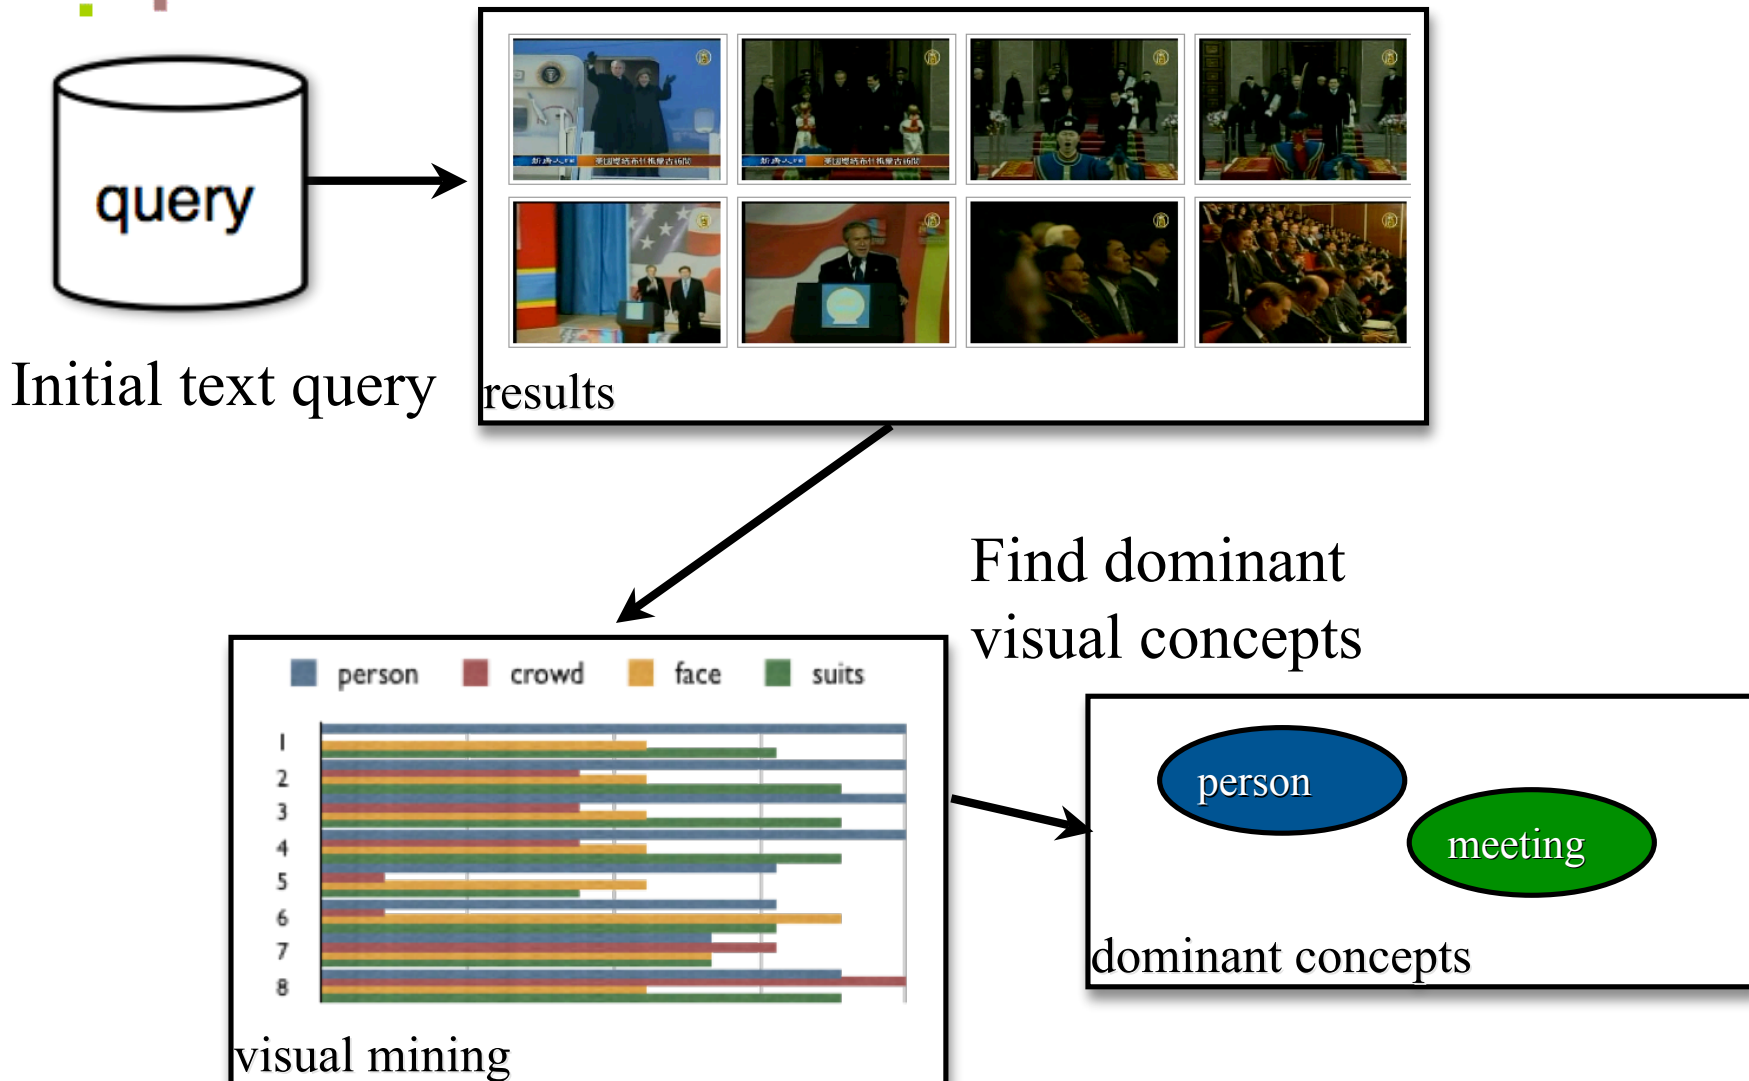 query
Initial text query
results
Find dominant
visual concepts
person crowd face suits
1
2
3
4
5
6
7
8
visual mining
person
meeting
dominant concepts